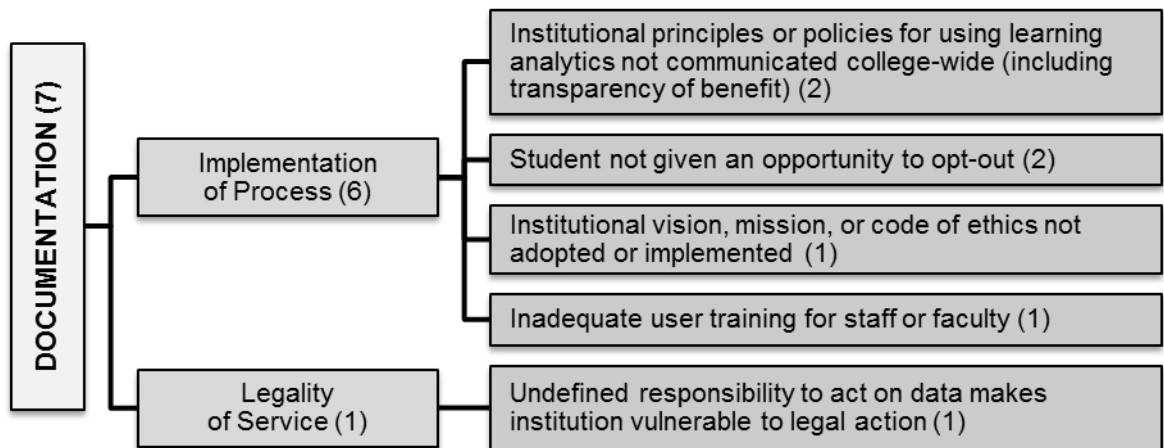 DOCUMENTATION (7)
Implementation
of Process (6)
Institutional principles or policies for using learning
analytics not communicated college-wide (including
transparency of benefit) (2)
Student not given an opportunity to opt-out (2)
Institutional vision, mission, or code of ethics not
adopted or implemented (1)
Inadequate user training for staff or faculty (1)
Legality
of Service (1)
Undefined responsibility to act on data makes
institution vulnerable to legal action (1)